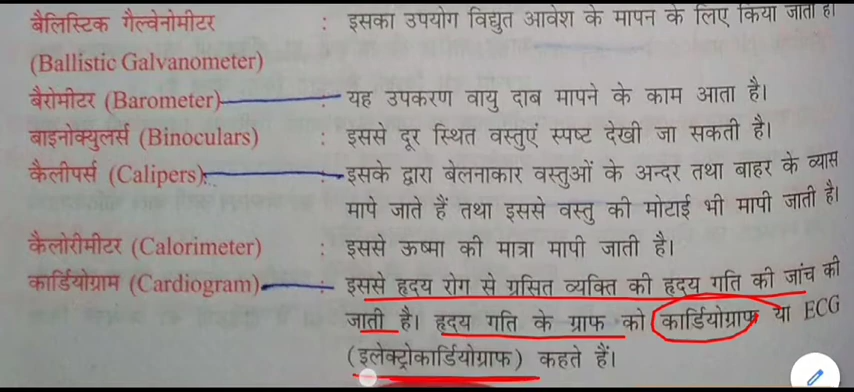 बैलिस्टिक गैल्वेनोमीटर : इसका उपयोग विद्युत आवेश के मापन के लिए किया जाता है।
(Ballistic Galvanometer)
बैरोमीटर (Barometer) : यह उपकरण वायु दाब मापने के काम आता है।
बाइनोक्युलर्स (Binoculars) : इससे दूर स्थित वस्तुएं स्पष्ट देखी जा सकती है।
कैलीपर्स (Calipers) : इसके द्वारा बेलनाकार वस्तुओं के अन्दर तथा बाहर के व्यास
मापे जाते हैं तथा इससे वस्तु की मोटाई भी मापी जाती है।
कैलोरीमीटर (Calorimeter) : इससे ऊष्मा की मात्रा मापी जाती है।
कार्डियोग्राम (Cardiogram) : इससे हृदय रोग से ग्रसित व्यक्ति की हृदय गति की जांच की
जाती है। हृदय गति के ग्राफ को कार्डियोग्राफ या ECG
(इलेक्ट्रोकार्डियोग्राफ) कहते हैं।